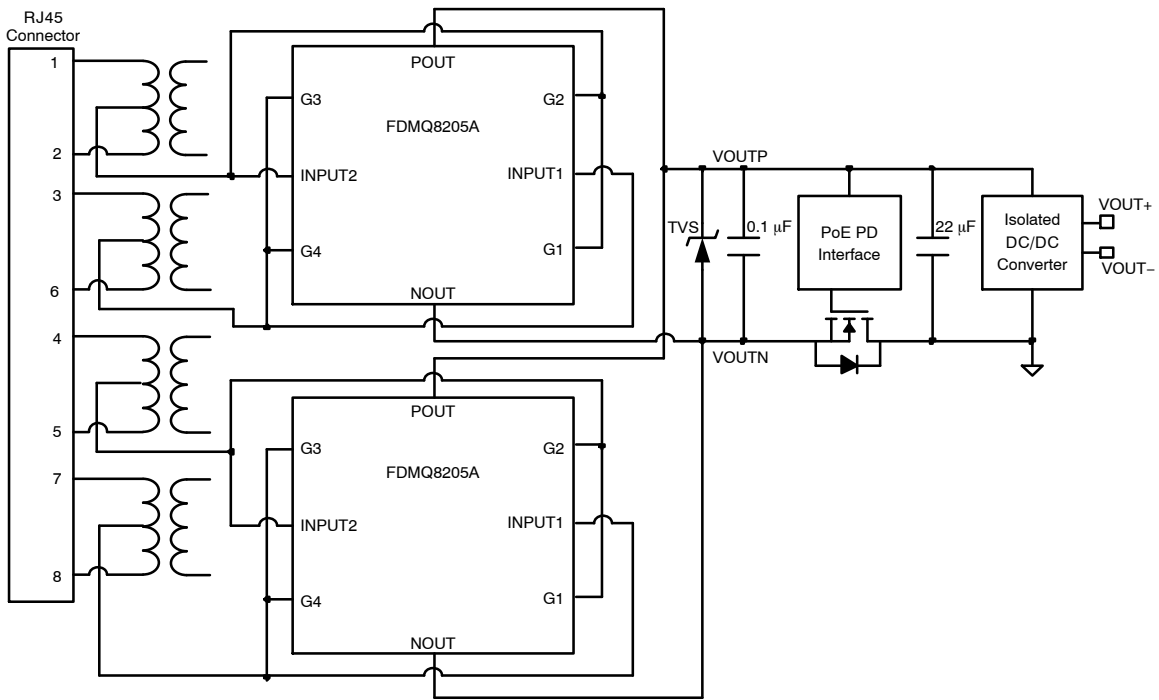 RJ45
Connector
1
2
3
6
4
5
7
8
POUT
G3
G2
FDMQ8205A
INPUT2
INPUT1
G4
G1
NOUT
POUT
G3
G2
FDMQ8205A
INPUT2
INPUT1
G4
G1
NOUT
VOUTP
TVS
0.1 μF
PoE PD
Interface
22 μF
Isolated
DC/DC
Converter
VOUT+
VOUT−
VOUTN